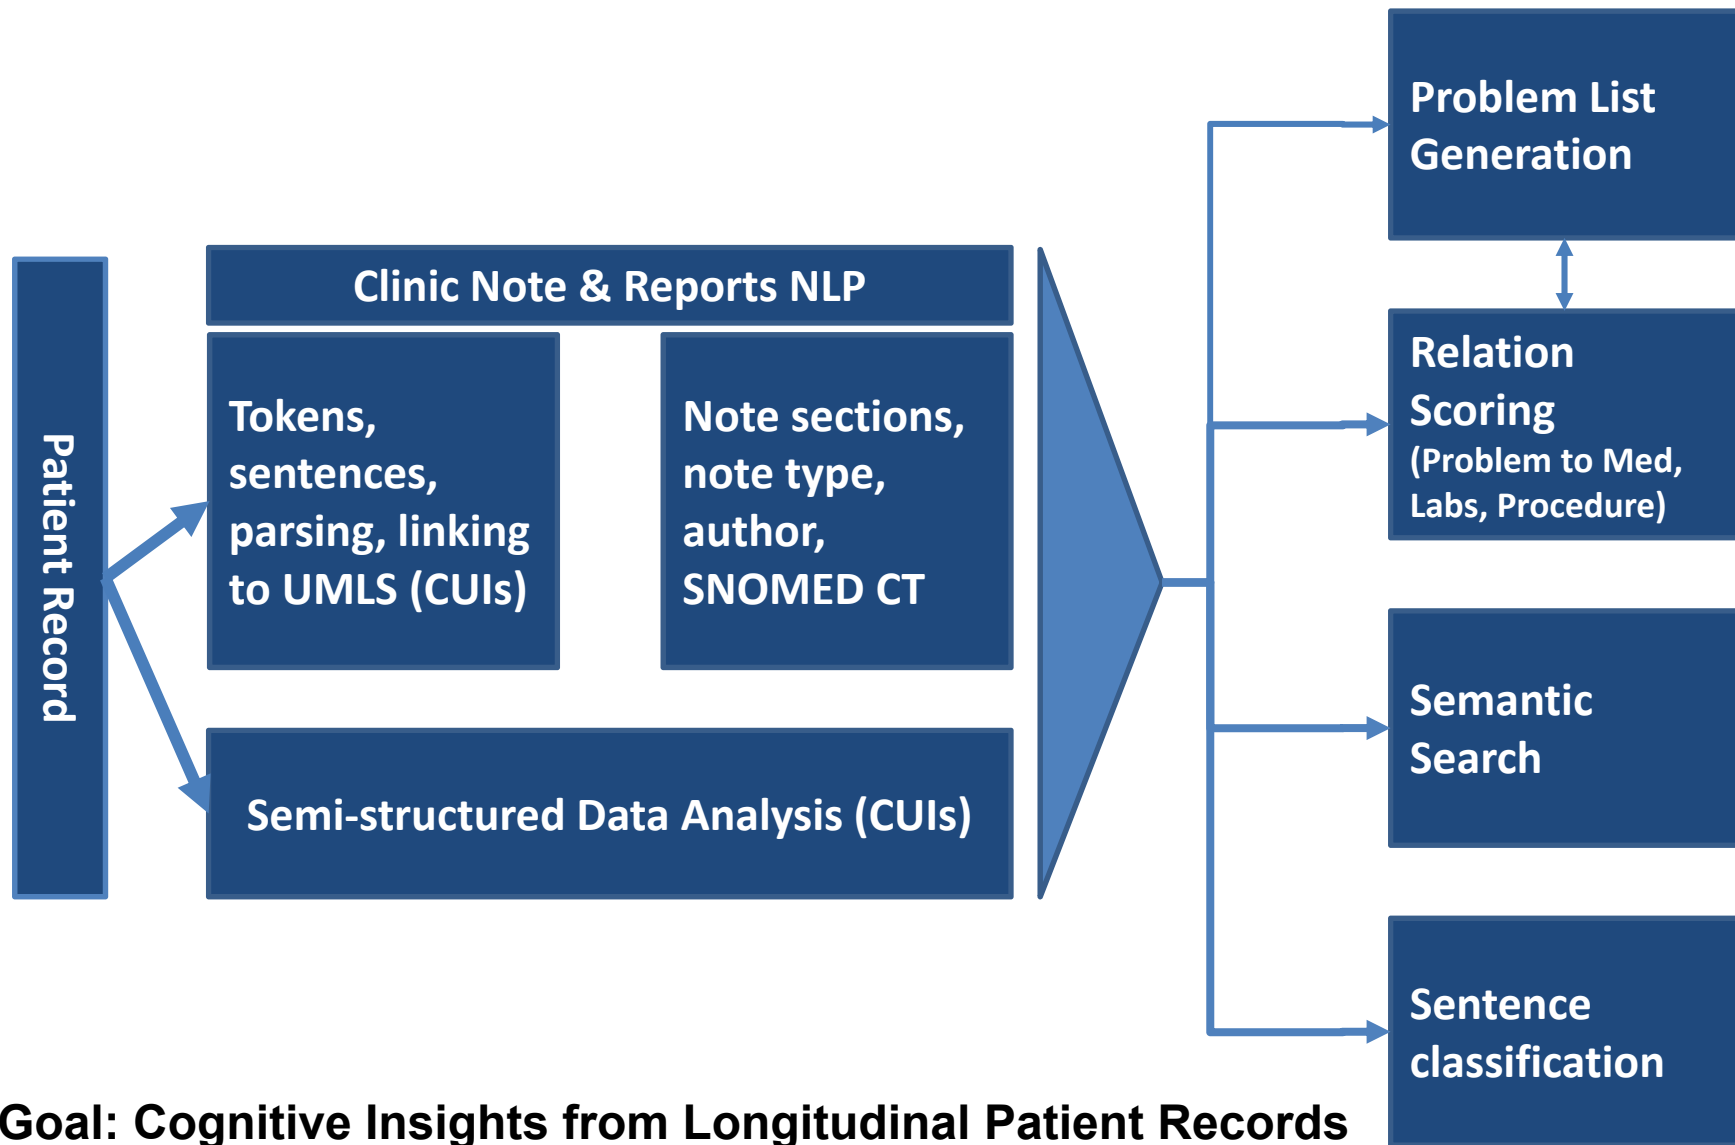 Patient Record
Clinic Note & Reports NLP
Tokens,
sentences,
parsing, linking
to UMLS (CUIs)
Note sections,
note type,
author,
SNOMED CT
Semi-structured Data Analysis (CUIs)
Problem List
Generation
Relation
Scoring
(Problem to Med,
Labs, Procedure)
Semantic
Search
Sentence
classification
Goal: Cognitive Insights from Longitudinal Patient Records